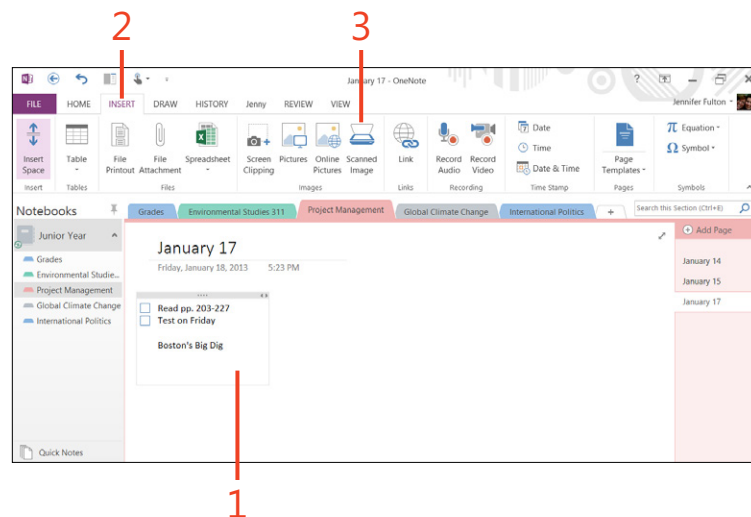 2 3
January 17 - OneNote ?
FILE HOME INSERT DRAW HISTORY Jenny REVIEW VIEW Jennifer Fulton
Insert Space Table File Printout File Attachment Spreadsheet Screen Clipping Pictures Online Pictures Scanned Image Link Record Audio Record Video Date Time Date & Time Page Templates π Equation Ω Symbol
Insert Tables Files Images Links Recording Time Stamp Pages Symbols
Notebooks Grades Environmental Studies 311 Project Management Global Climate Change International Politics + Search this Section (Ctrl+E)
Junior Year
Grades
Environmental Studie...
Project Management
Global Climate Change
International Politics
Quick Notes
January 17
Friday, January 18, 2013 5:23 PM
Read pp. 203-227
Test on Friday
Boston's Big Dig
Add Page
January 14
January 15
January 17
1